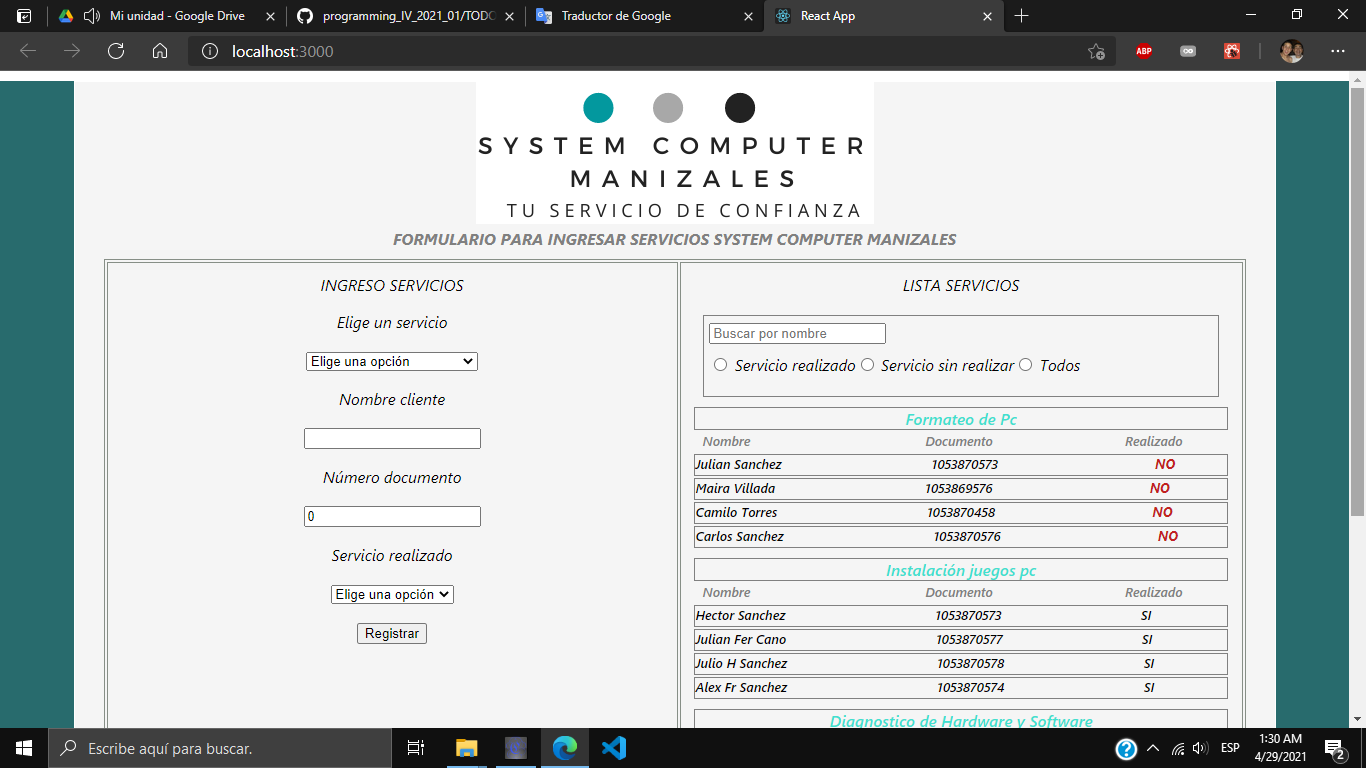 Mi unidad - Google Drive
programming_IV_2021_01/TODO
Traductor de Google
React App
localhost:3000
ABP
SYSTEM COMPUTER
MANIZALES
TU SERVICIO DE CONFIANZA
FORMULARIO PARA INGRESAR SERVICIOS SYSTEM COMPUTER MANIZALES
INGRESO SERVICIOS
Elige un servicio
Elige una opción
Nombre cliente
Número documento
0
Servicio realizado
Elige una opción
Registrar
LISTA SERVICIOS
Buscar por nombre
Servicio realizado Servicio sin realizar Todos
Formateo de Pc
Nombre Documento Realizado
Julian Sanchez 1053870573 NO
Maira Villada 1053869576 NO
Camilo Torres 1053870458 NO
Carlos Sanchez 1053870576 NO
Instalación juegos pc
Nombre Documento Realizado
Hector Sanchez 1053870573 SI
Julian Fer Cano 1053870577 SI
Julio H Sanchez 1053870578 SI
Alex Fr Sanchez 1053870574 SI
Diagnostico de Hardware y Software
Escribe aquí para buscar.
ESP
1:30 AM
4/29/2021
2